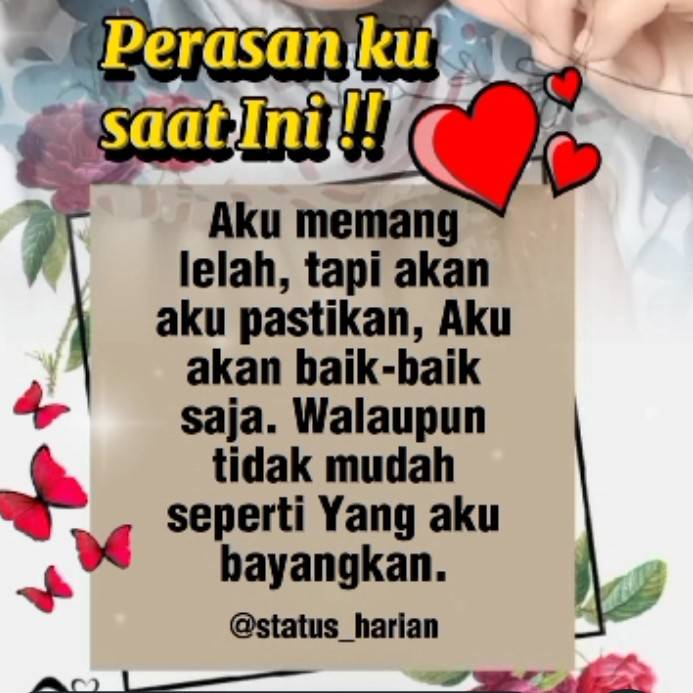 Perasan ku
saat Ini !!
Aku memang
lelah, tapi akan
aku pastikan, Aku
akan baik-baik
saja. Walaupun
tidak mudah
seperti Yang aku
bayangkan.
@status_harian